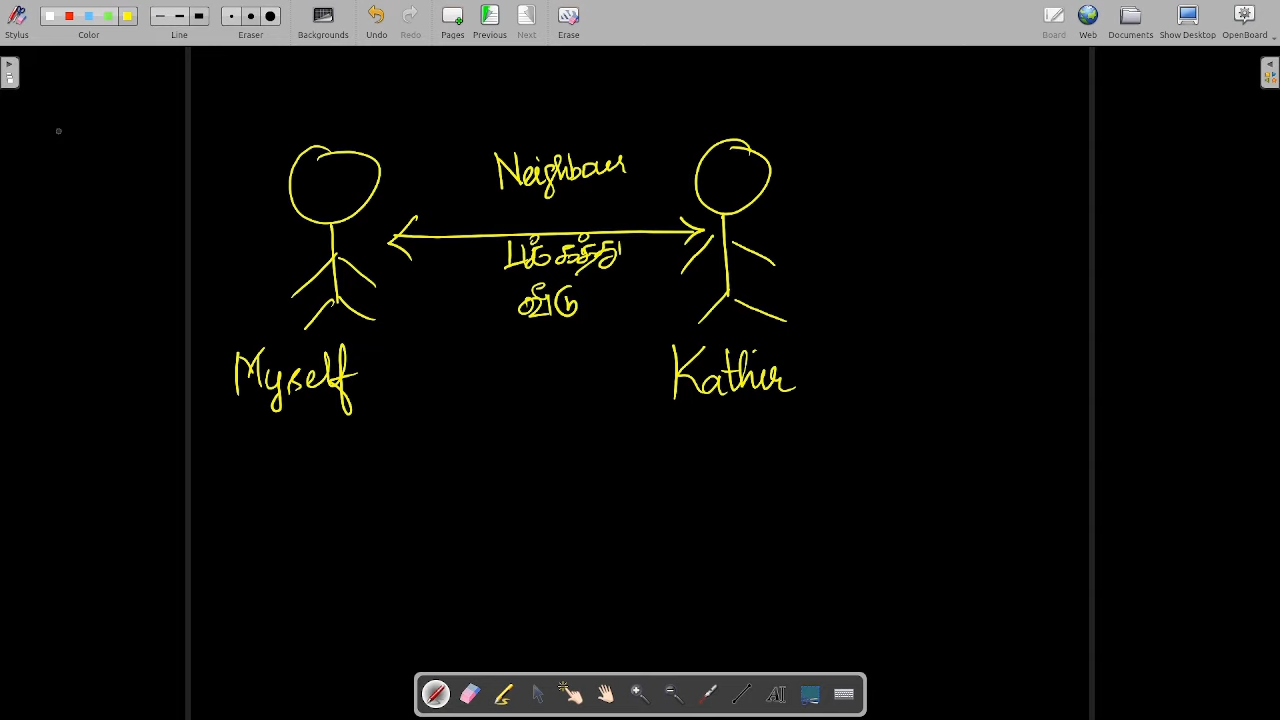 Stylus
Color
Line
Eraser
Backgrounds
Undo
Redo
Pages
Previous
Next
Erase
Board
Web
Documents
Show Desktop
OpenBoard
Neighbour
பக்கத்து
வீடு
Myself
Kathir
AI